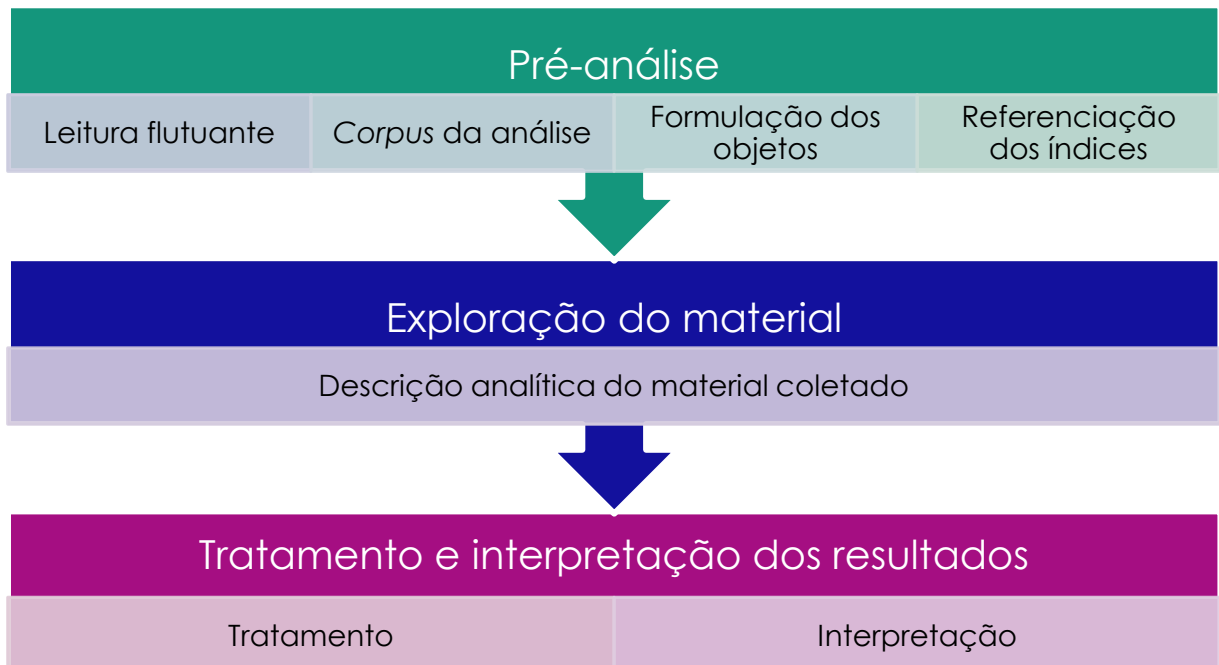 Pré-análise
Leitura flutuante
Corpus da análise
Formulação dos
objetos
Referenciação
dos índices
Exploração do material
Descrição analítica do material coletado
Tratamento e interpretação dos resultados
Tratamento
Interpretação